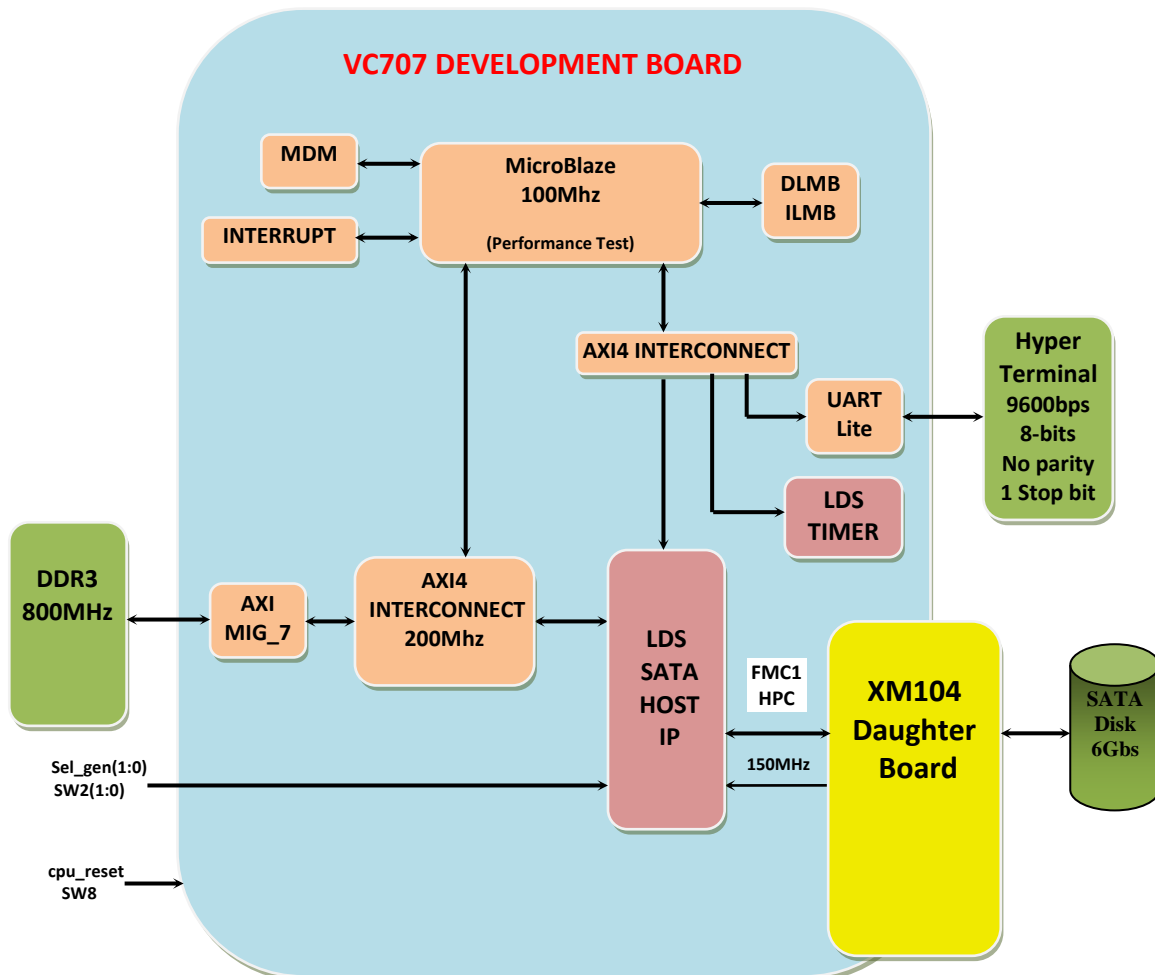 VC707 DEVELOPMENT BOARD
MDM
MicroBlaze
100Mhz
(Performance Test)
DLMB
ILMB
INTERRUPT
AXI4 INTERCONNECT
UART
Lite
Hyper
Terminal
9600bps
8-bits
No parity
1 Stop bit
LDS
TIMER
DDR3
800MHz
AXI
MIG_7
AXI4
INTERCONNECT
200Mhz
LDS
SATA
HOST
IP
FMC1
HPC
150MHz
XM104
Daughter
Board
SATA
Disk
6Gbs
Sel_gen(1:0)
SW2(1:0)
cpu_reset
SW8